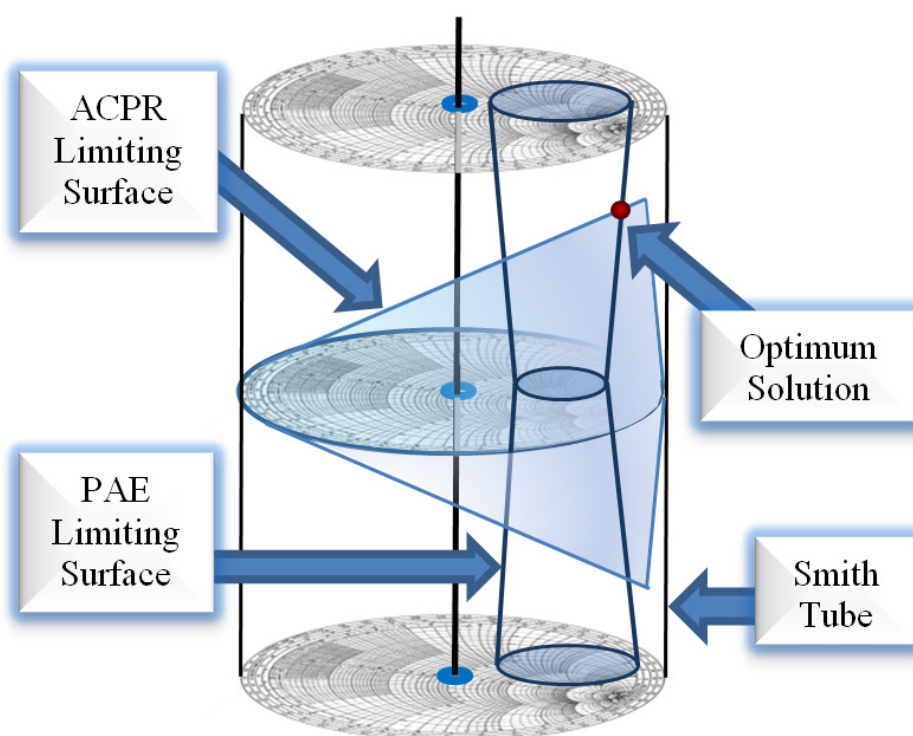 ACPR
Limiting
Surface
Optimum
Solution
PAE
Limiting
Surface
Smith
Tube